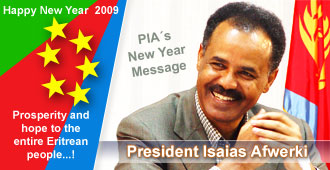 Happy New Year 2009
PIA´s
New Year
Message
Prosperity and
hope to the
entire Eritrean
people...!
President Isaias Afwerki